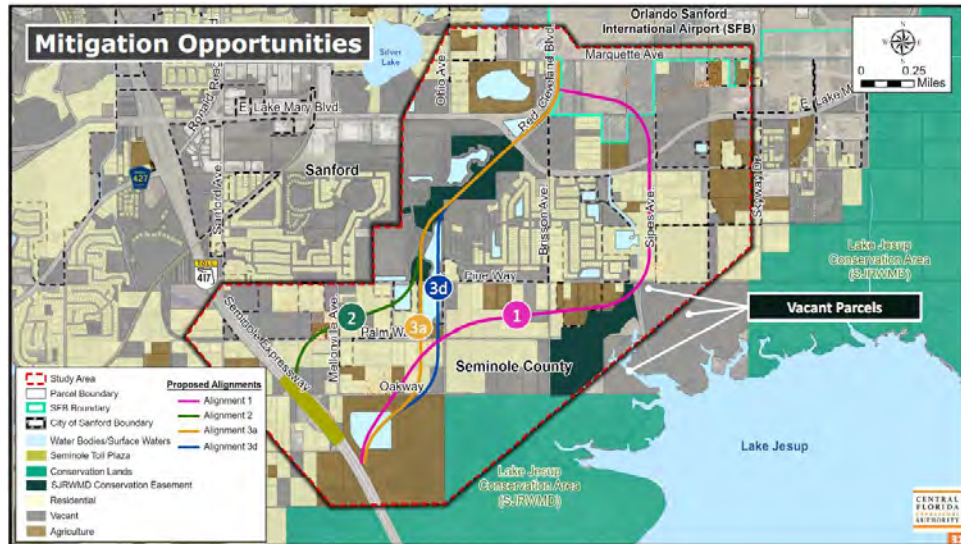 Mitigation Opportunities
Orlando Sanford
International Airport (SFB)
Marquette Ave
N
W E
S
0 0.25
Miles
Silver
Lake
Ohio Ave
Red Cleveland Blvd
E. Lake Mary Blvd
E. Lake M
427
Sanford
Sanford Ave
Brisson Ave
Sipes Ave
Skyway Dr
Lake Jesup
Conservation Area
(SJRWMD)
TOLL
417
Pine Way
3d
2
1
3a
Vacant Parcels
Mellonville Ave
Palm W
Seminole Expressway
Seminole County
Oakway
Lake Jesup
Lake Jesup
Conservation Area
(SJRWMD)
Study Area
Parcel Boundary
SFB Boundary
City of Sanford Boundary
Water Bodies/Surface Waters
Seminole Toll Plaza
Conservation Lands
SJRWMD Conservation Easement
Residential
Vacant
Agriculture
Proposed Alignments
Alignment 1
Alignment 2
Alignment 3a
Alignment 3d
CENTRAL
FLORIDA
EXPRESSWAY
AUTHORITY